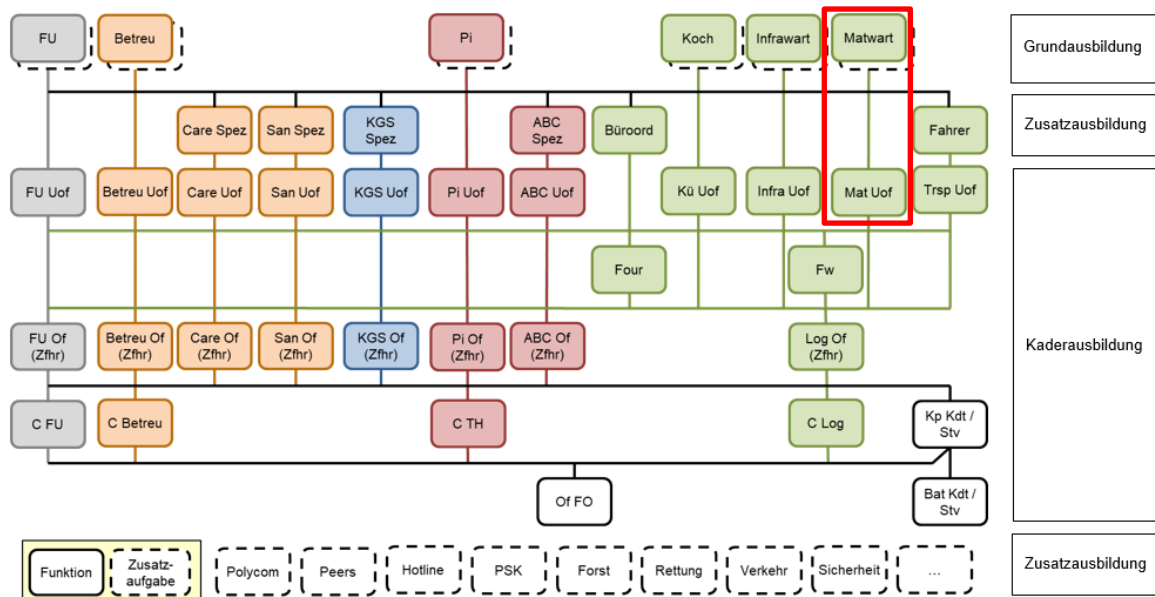 FU
Betreu
Pi
Koch
Infrawart
Matwart
Grundausbildung
Care Spez
San Spez
KGS
Spez
ABC
Spez
Büroord
Fahrer
Zusatzausbildung
FU Uof
Betreu Uof
Care Uof
San Uof
KGS Uof
Pi Uof
ABC Uof
Kü Uof
Infra Uof
Mat Uof
Trsp Uof
Four
Fw
Kaderausbildung
FU Of
(Zfhr)
Betreu Of
(Zfhr)
Care Of
(Zfhr)
San Of
(Zfhr)
KGS Of
(Zfhr)
Pi Of
(Zfhr)
ABC Of
(Zfhr)
Log Of
(Zfhr)
C FU
C Betreu
C TH
C Log
Kp Kdt /
Stv
Of FO
Bat Kdt /
Stv
Funktion
Zusatz-
aufgabe
Polycom
Peers
Hotline
PSK
Forst
Rettung
Verkehr
Sicherheit
...
Zusatzausbildung